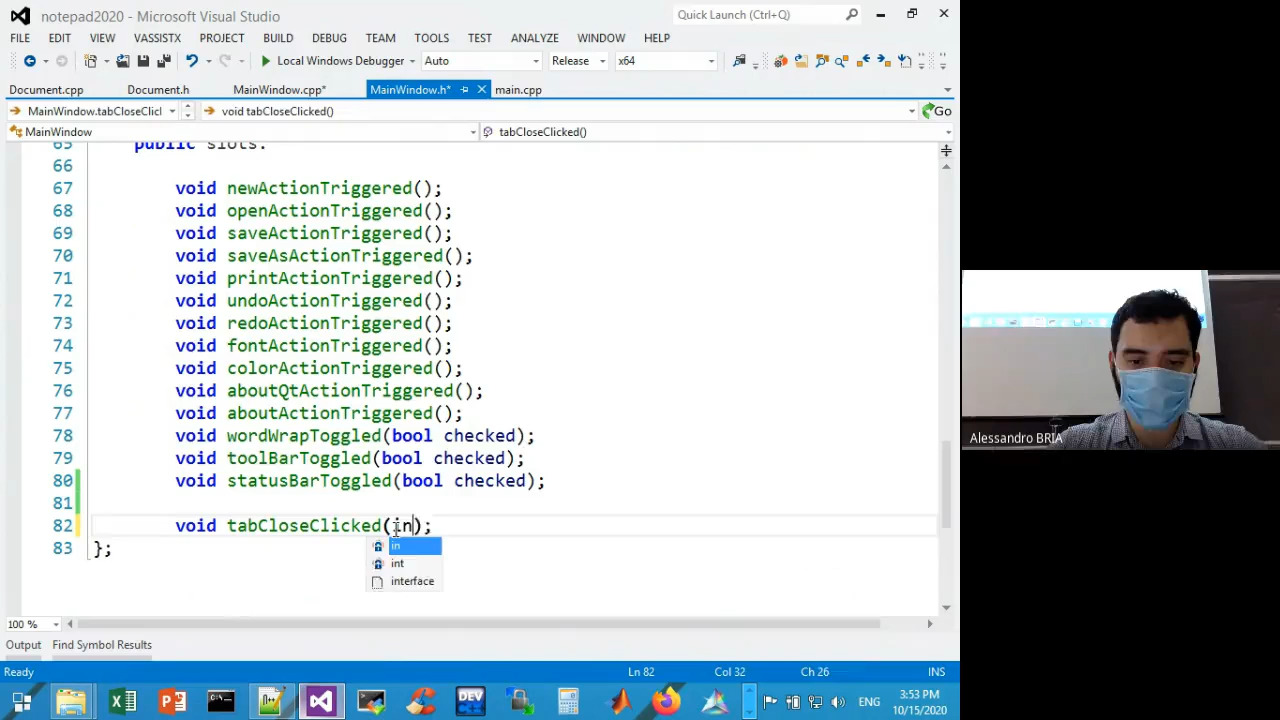 notepad2020 - Microsoft Visual Studio
Quick Launch (Ctrl+Q)
FILE EDIT VIEW VASSISTX PROJECT BUILD DEBUG TEAM TOOLS TEST ANALYZE WINDOW HELP
Local Windows Debugger Auto Release x64
Document.cpp Document.h MainWindow.cpp* MainWindow.h* main.cpp
MainWindow.tabCloseClicl void tabCloseClicked() Go
MainWindow tabCloseClicked()
65 public slots:
66
67 void newActionTriggered();
68 void openActionTriggered();
69 void saveActionTriggered();
70 void saveAsActionTriggered();
71 void printActionTriggered();
72 void undoActionTriggered();
73 void redoActionTriggered();
74 void fontActionTriggered();
75 void colorActionTriggered();
76 void aboutQtActionTriggered();
77 void aboutActionTriggered();
78 void wordWrapToggled(bool checked);
79 void toolBarToggled(bool checked);
80 void statusBarToggled(bool checked);
81
82 void tabCloseClicked(in);
83 };
in
int
interface
100 %
Output Find Symbol Results
Ready Ln 82 Col 32 Ch 26 INS
DEV
ENG
3:53 PM
10/15/2020
Alessandro BRIA